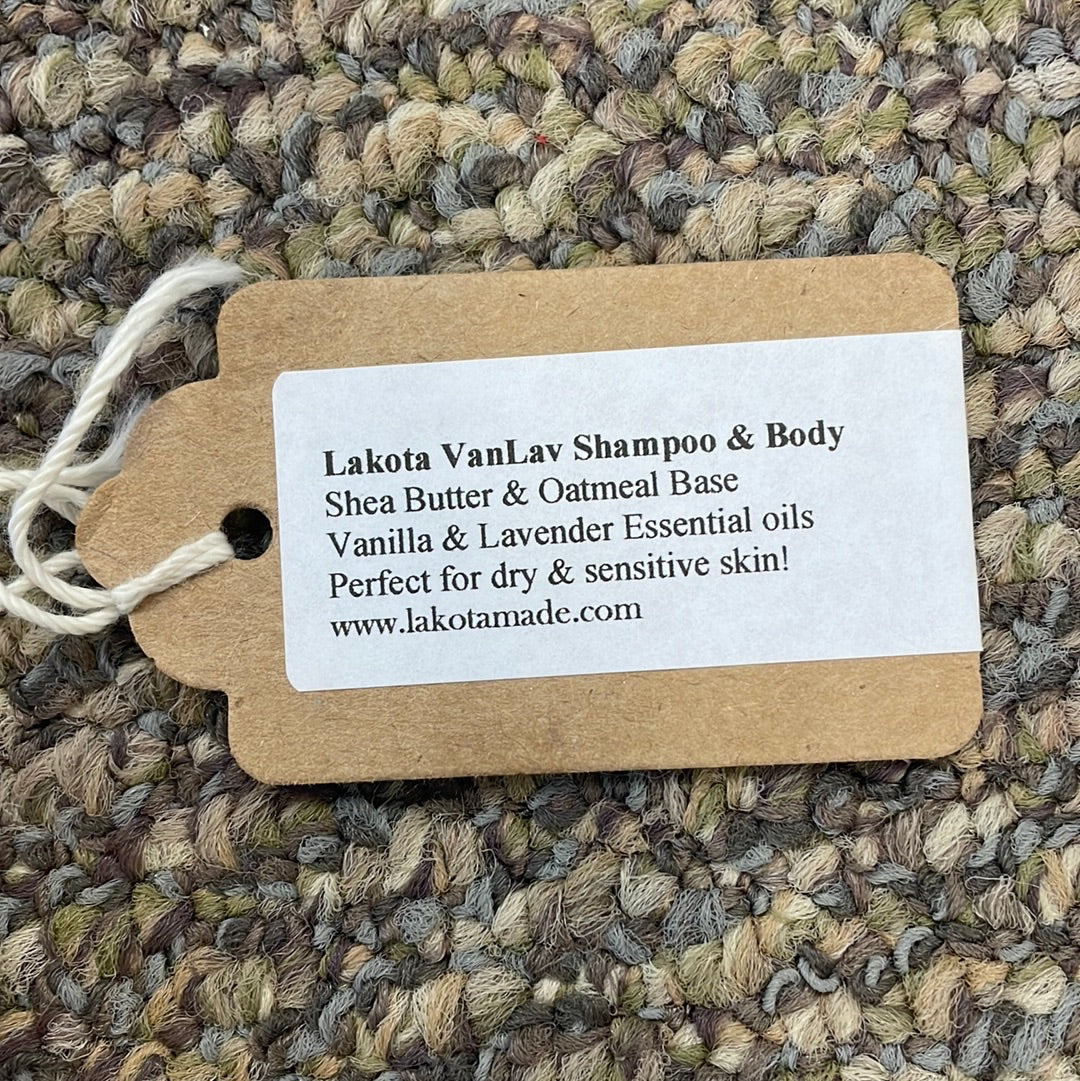 Lakota VanLav Shampoo & Body
Shea Butter & Oatmeal Base
Vanilla & Lavender Essential oils
Perfect for dry & sensitive skin!
www.lakotamade.com